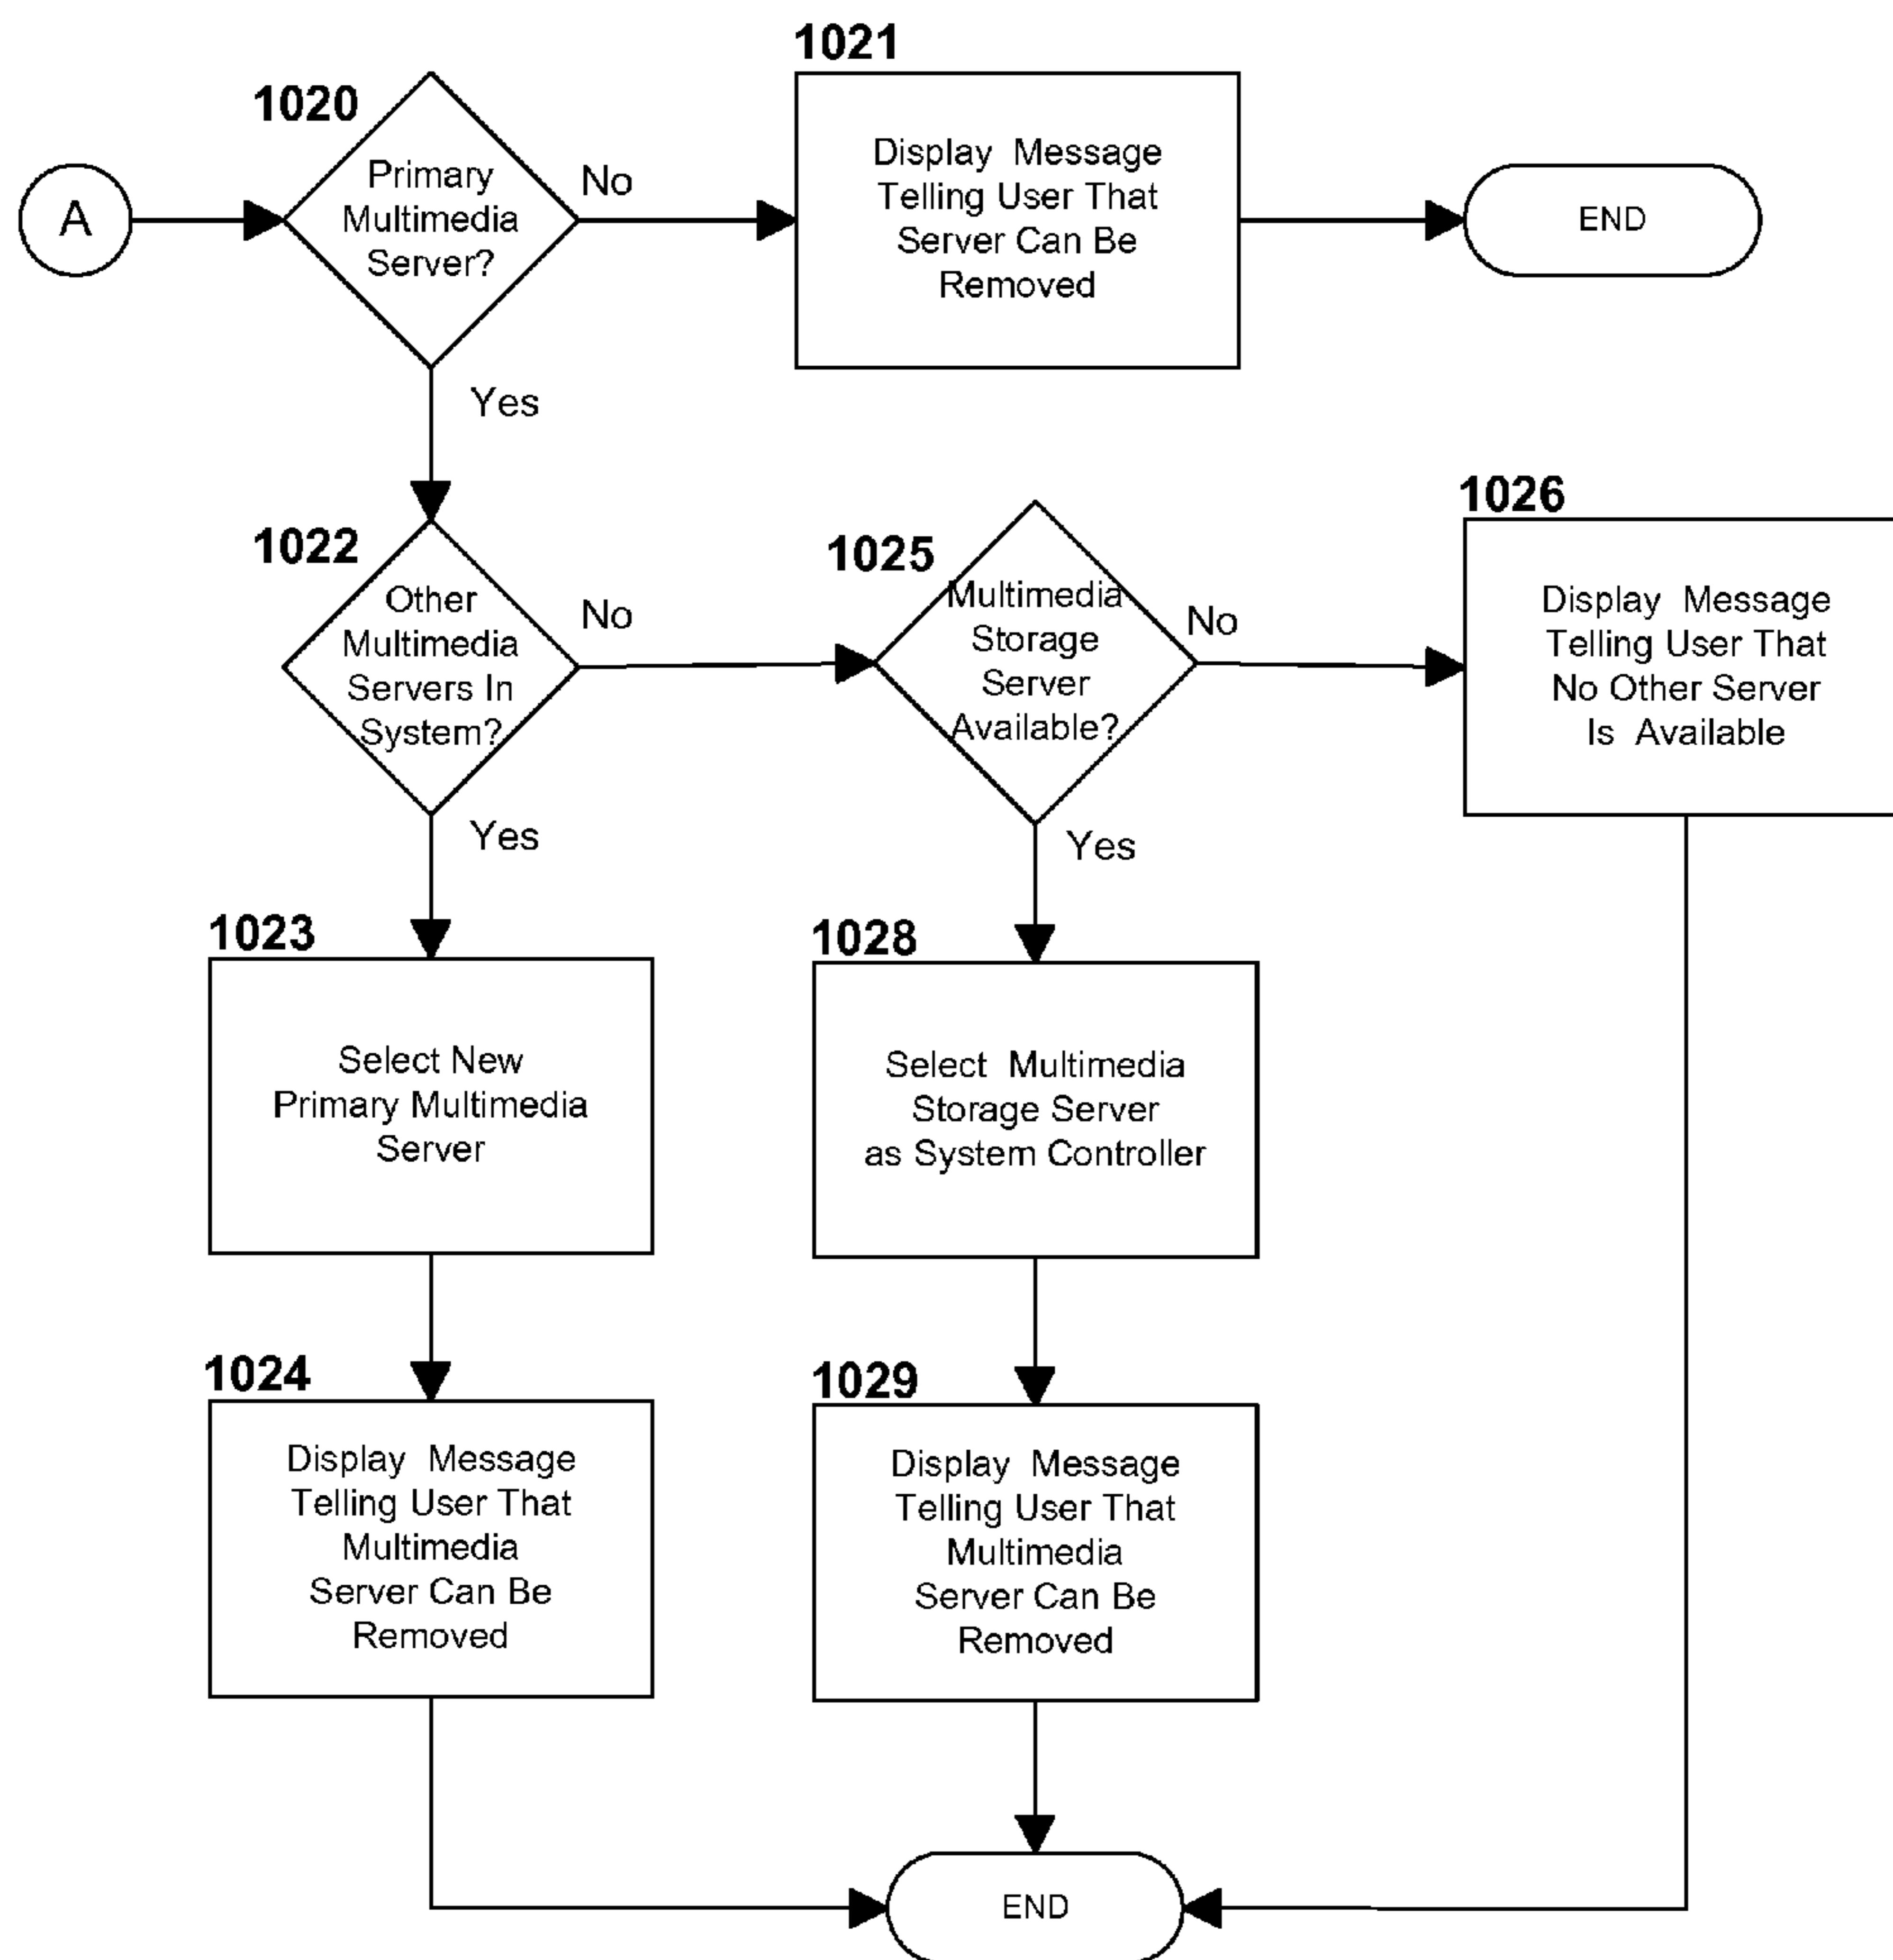 1021
1020
A
Primary
Multimedia
Server?
No
Display Message
Telling User That
Server Can Be
Removed
END
Yes
1022
Other
Multimedia
Servers In
System?
No
1025
Multimedia
Storage
Server
Available?
No
1026
Display Message
Telling User That
No Other Server
Is Available
Yes
Yes
1023
Select New
Primary Multimedia
Server
1028
Select Multimedia
Storage Server
as System Controller
1024
Display Message
Telling User That
Multimedia
Server Can Be
Removed
1029
Display Message
Telling User That
Multimedia
Server Can Be
Removed
END